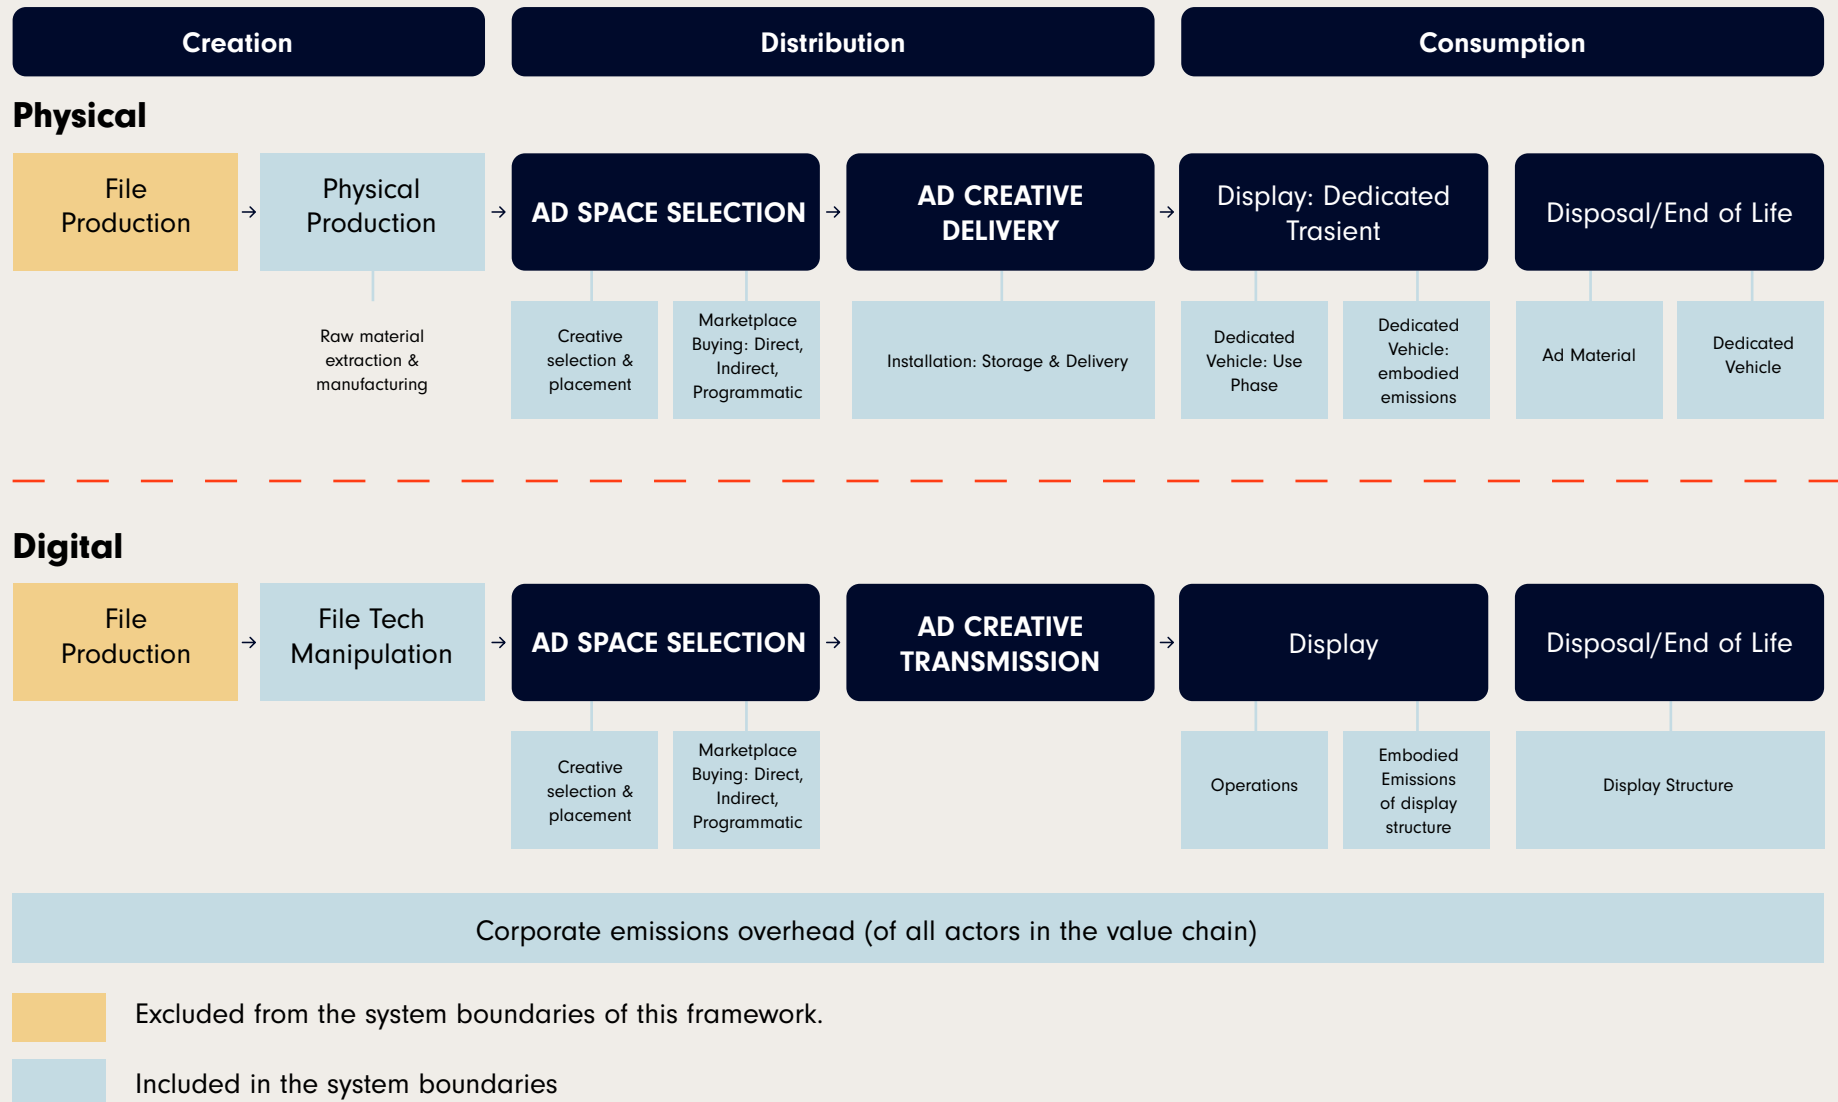 Creation
Distribution
Consumption
Physical
File
Production
Physical
Production
AD SPACE SELECTION
AD CREATIVE
DELIVERY
Display: Dedicated
Trasient
Disposal/End of Life
Raw material
extraction &
manufacturing
Creative
selection &
placement
Marketplace
Buying: Direct,
Indirect,
Programmatic
Installation: Storage & Delivery
Dedicated
Vehicle: Use
Phase
Dedicated
Vehicle:
embodied
emissions
Ad Material
Dedicated
Vehicle
Digital
File
Production
File Tech
Manipulation
AD SPACE SELECTION
AD CREATIVE
TRANSMISSION
Display
Disposal/End of Life
Creative
selection &
placement
Marketplace
Buying: Direct,
Indirect,
Programmatic
Operations
Embodied
Emissions
of display
structure
Display Structure
Corporate emissions overhead (of all actors in the value chain)
Excluded from the system boundaries of this framework.
Included in the system boundaries